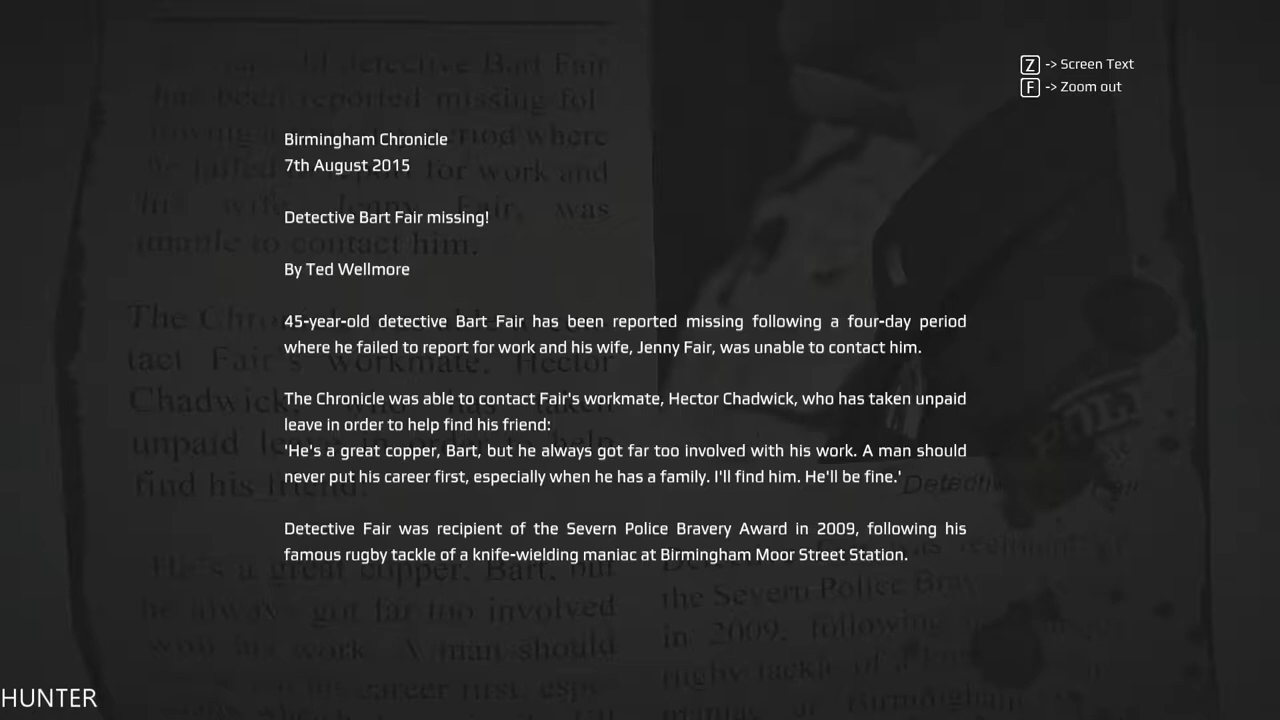 Z -> Screen Text
F -> Zoom out
Birmingham Chronicle
7th August 2015
Detective Bart Fair missing!
By Ted Wellmore
45-year-old detective Bart Fair has been reported missing following a four-day period
where he failed to report for work and his wife, Jenny Fair, was unable to contact him.
The Chronicle was able to contact Fair's workmate, Hector Chadwick, who has taken unpaid
leave in order to help find his friend:
'He's a great copper, Bart, but he always got far too involved with his work. A man should
never put his career first, especially when he has a family. I'll find him. He'll be fine.'
Detective Fair was recipient of the Severn Police Bravery Award in 2009, following his
famous rugby tackle of a knife-wielding maniac at Birmingham Moor Street Station.
HUNTER